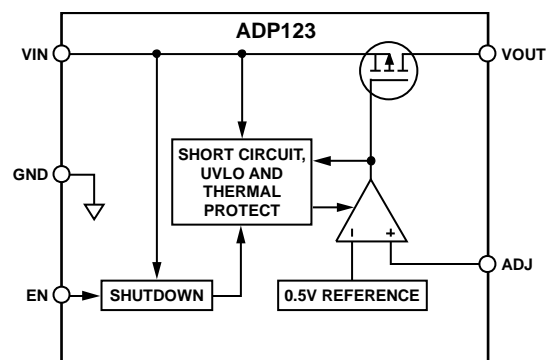 ADP123
VIN
VOUT
SHORT CIRCUIT,
UVLO AND
THERMAL
PROTECT
GND
ADJ
EN
SHUTDOWN
0.5V REFERENCE